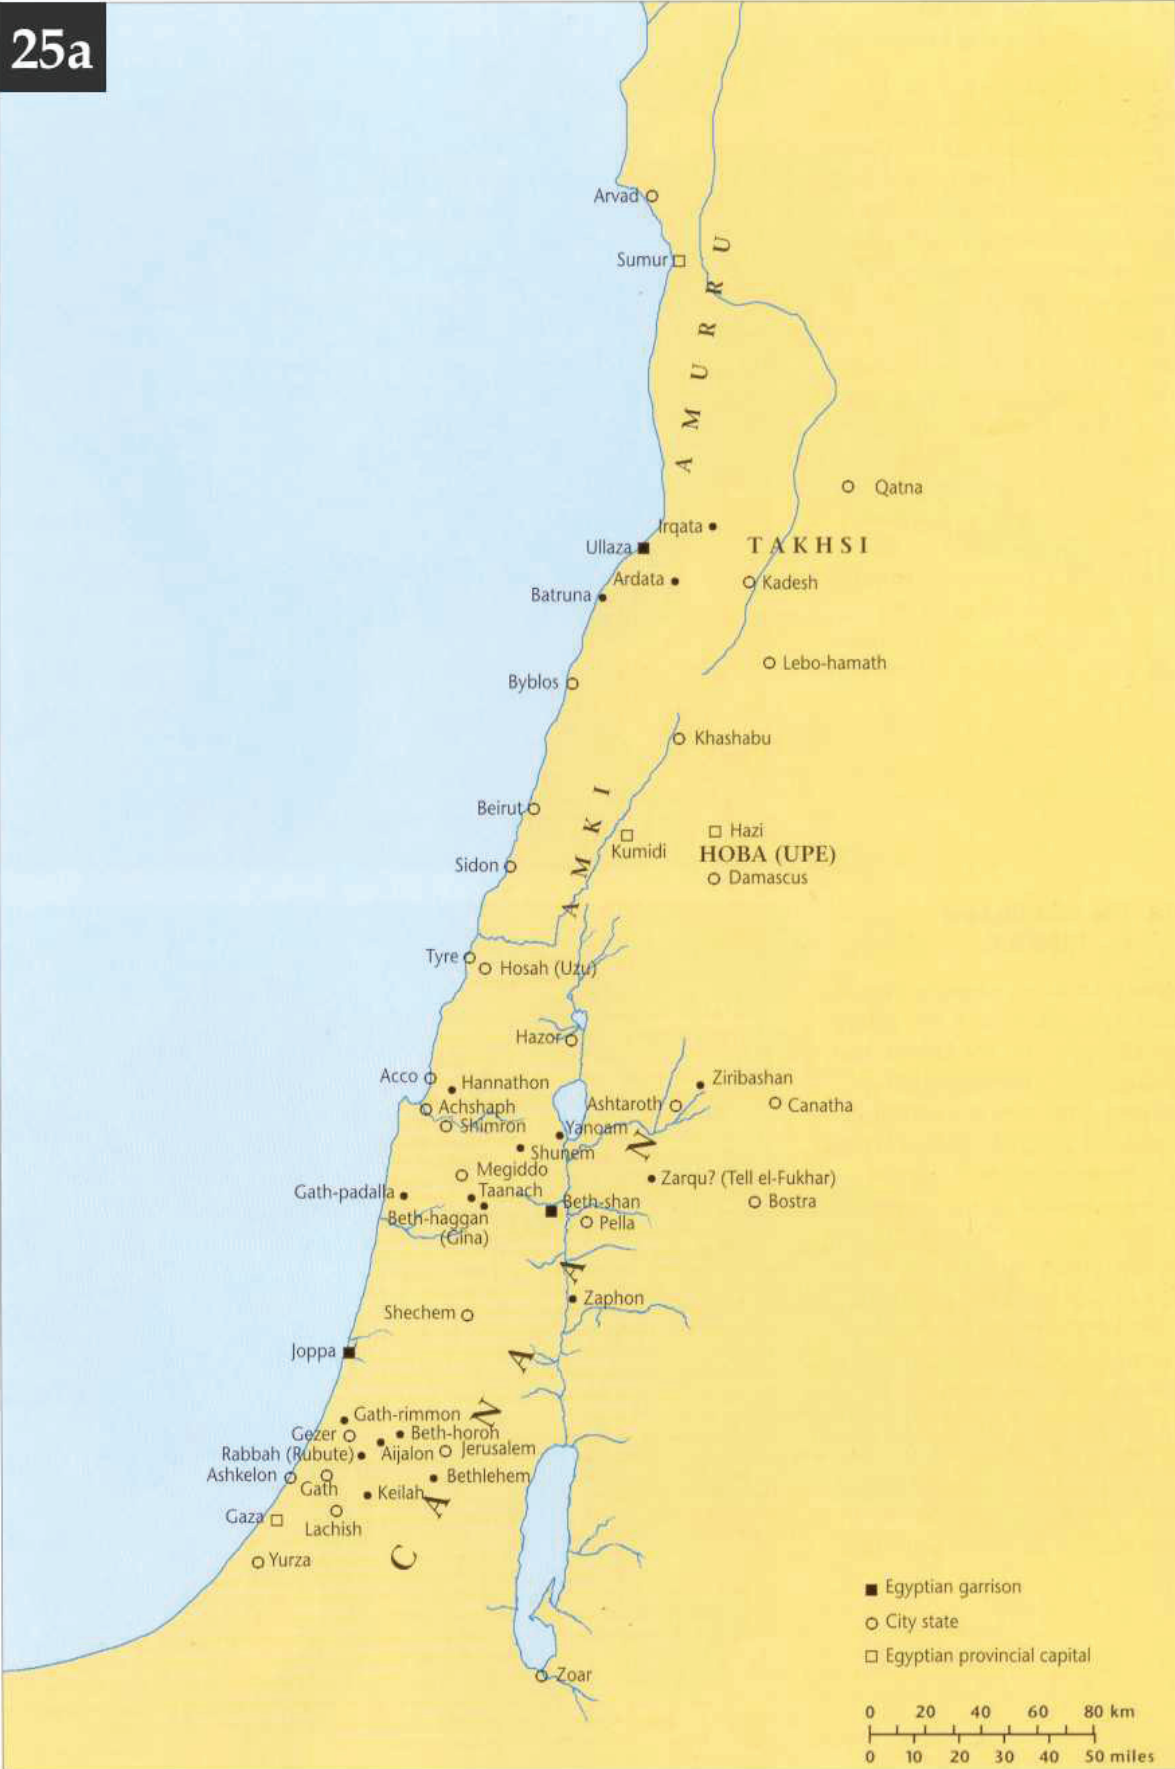 25a
Arvad
Sumur
AMURRU
Qatna
Irqata
Ullaza
TAKHSI
Ardata
Kadesh
Batruna
Lebo-hamath
Byblos
Khashabu
AMKI
Beirut
Hazi
Kumidi
HOBA (UPE)
Sidon
Damascus
Tyre
Hosah (Uzu)
Hazor
Acco
Hannathon
Ziribashan
Achshaph
Ashtaroth
Canatha
Shimron
Yanoam
Shunem
Megiddo
Zarqu? (Tell el-Fukhar)
Gath-padalla
Taanach
Beth-shan
Bostra
Beth-haggan
(Gina)
Pella
CANAAN
Zaphon
Shechem
Joppa
Gath-rimmon
Gezer
Beth-horon
Rabbah (Rubute)
Aijalon
Jerusalem
Ashkelon
Gath
Bethlehem
Keilah
Gaza
Lachish
Yurza
Zoar
Egyptian garrison
City state
Egyptian provincial capital
0 20 40 60 80 km
0 10 20 30 40 50 miles